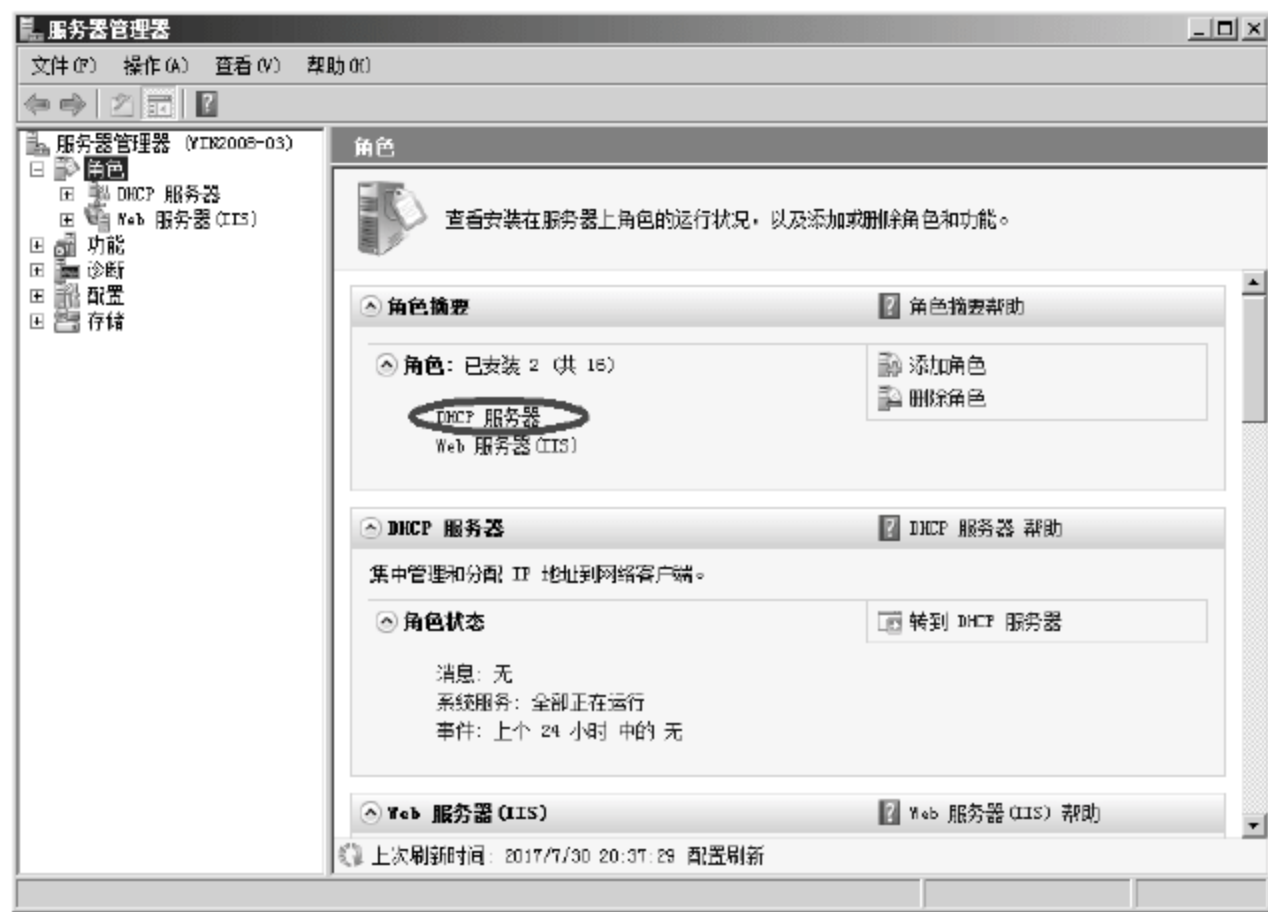 服务器管理器
文件(F) 操作(A) 查看(V) 帮助(H)
服务器管理器 (WIN2008-03)
角色
DHCP 服务器
Web 服务器(IIS)
功能
诊断
配置
存储
角色
查看安装在服务器上角色的运行状况，以及添加或删除角色和功能。
角色摘要
角色摘要帮助
角色: 已安装 2 (共 16)
添加角色
删除角色
DHCP 服务器
Web 服务器(IIS)
DHCP 服务器
DHCP 服务器 帮助
集中管理和分配 IP 地址到网络客户端。
角色状态
转到 DHCP 服务器
消息: 无
系统服务: 全部正在运行
事件: 上个 24 小时 中的 无
Web 服务器(IIS)
Web 服务器(IIS) 帮助
上次刷新时间: 2017/7/30 20:37:29 配置刷新